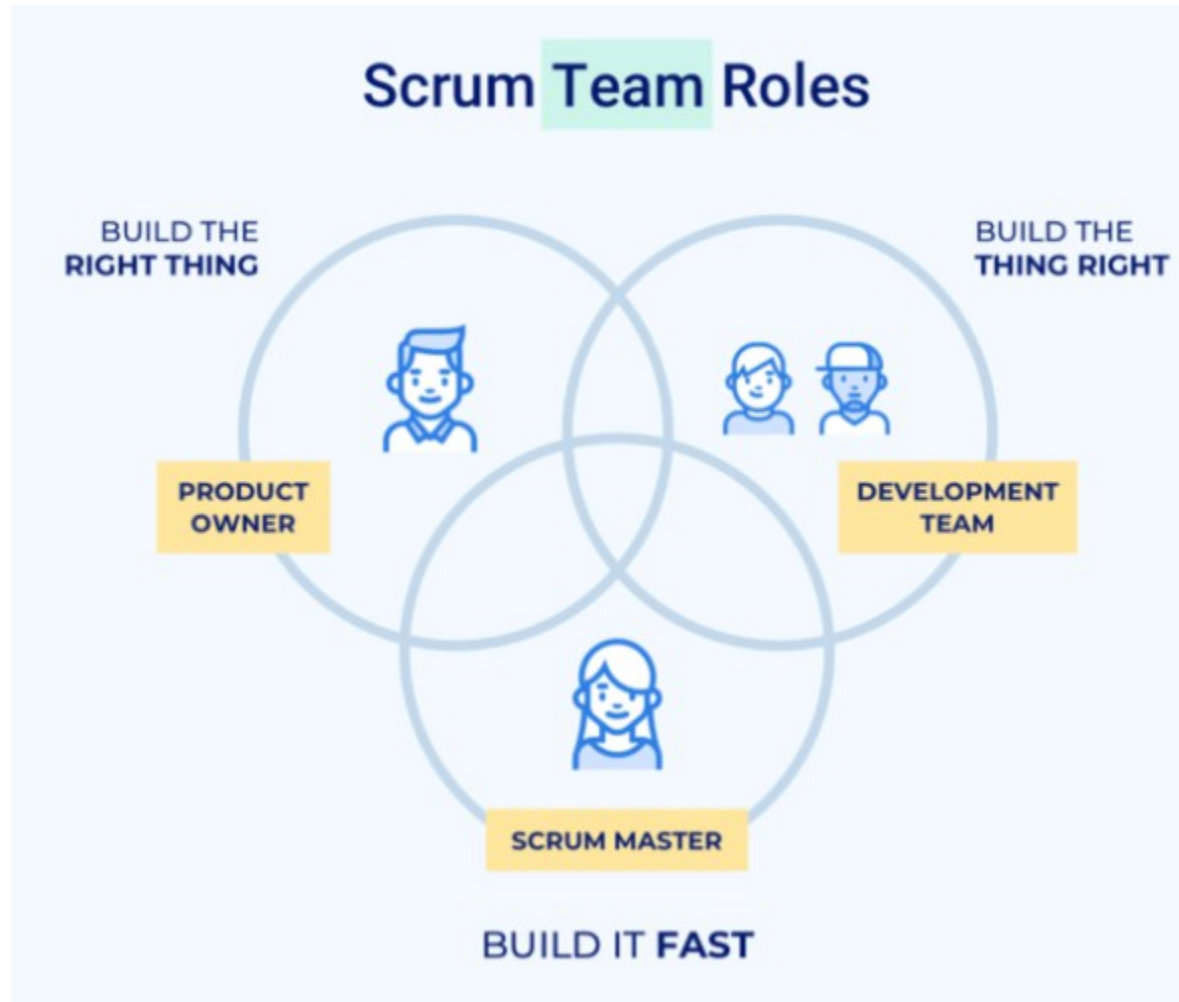 Scrum Team Roles
BUILD THE
RIGHT THING
BUILD THE
THING RIGHT
PRODUCT
OWNER
DEVELOPMENT
TEAM
SCRUM MASTER
BUILD IT FAST